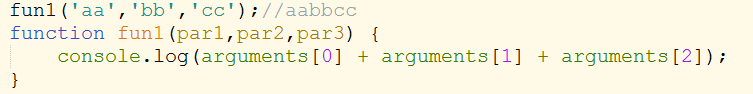 fun1('aa','bb','cc');//aabbcc
function fun1(par1,par2,par3) {
    console.log(arguments[0] + arguments[1] + arguments[2]);
}